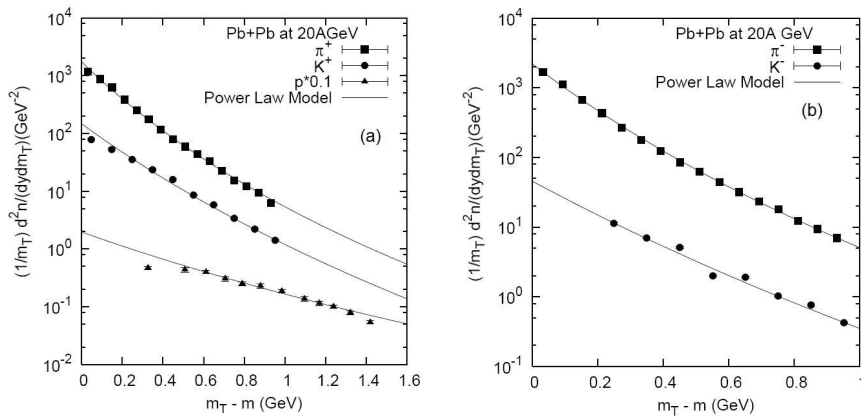 Pb+Pb at 20AGeV
π⁺
K⁺
p*0.1
Power Law Model
(a)
(1/m_T) d²n/(dydm_T)(GeV⁻²)
10⁴
10³
10²
10¹
10⁰
10⁻¹
10⁻²
0 0.2 0.4 0.6 0.8 1 1.2 1.4 1.6
m_T - m (GeV)
Pb+Pb at 20A GeV
π⁻
K⁻
Power Law Model
(b)
(1/m_T) d²n/(dydm_T)(GeV⁻²)
10⁴
10³
10²
10¹
10⁰
10⁻¹
0 0.2 0.4 0.6 0.8 1
m_T - m (GeV)